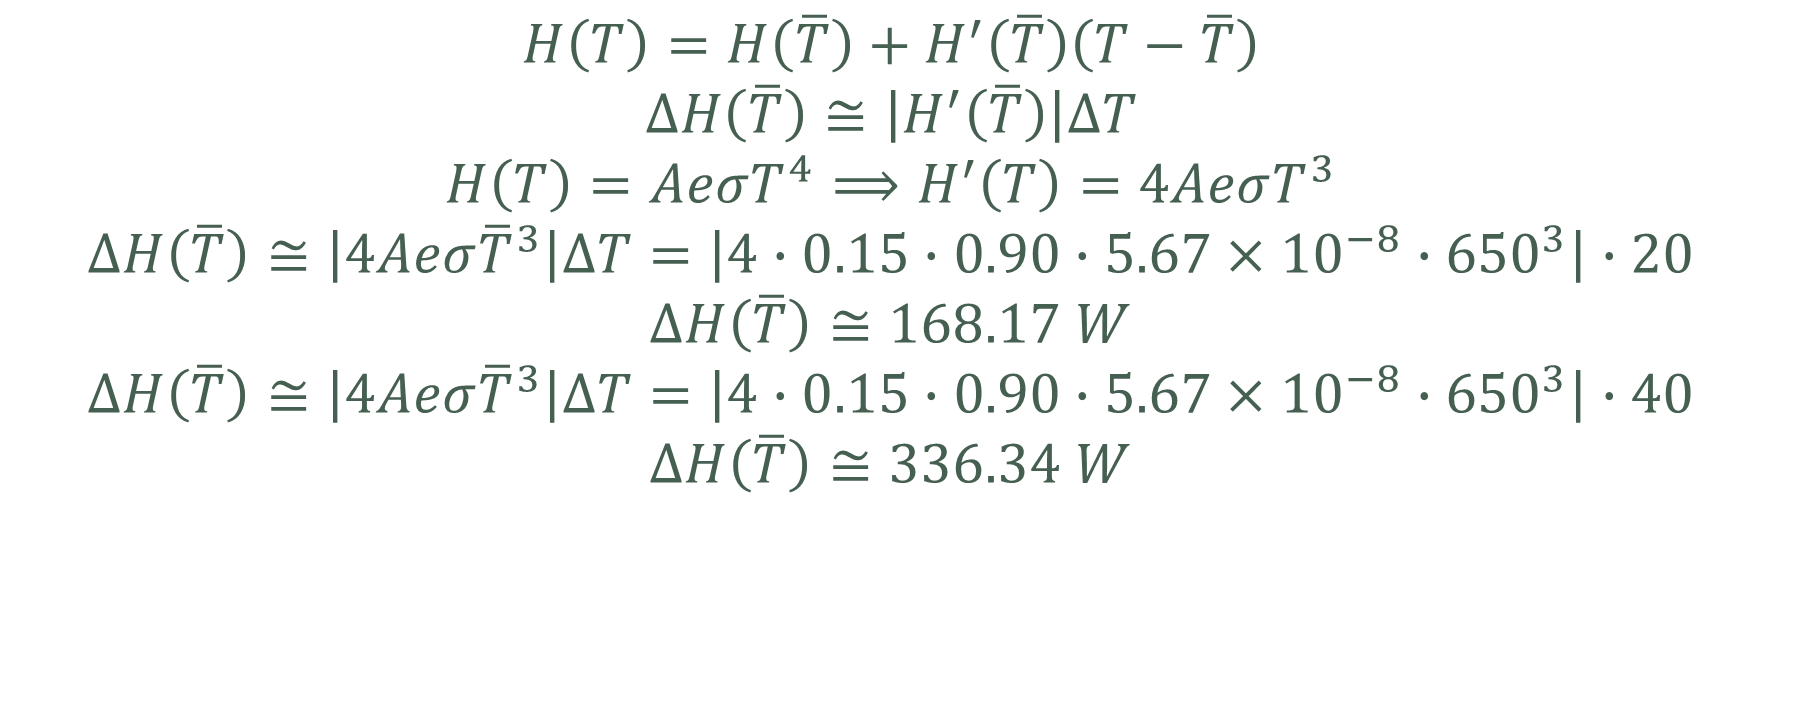 H(T) = H(T̅) + H′(T̅)(T − T̅)
ΔH(T̅) ≅ |H′(T̅)|ΔT
H(T) = AeσT⁴ ⟹ H′(T) = 4AeσT³
ΔH(T̅) ≅ |4AeσT̅³|ΔT = |4 · 0.15 · 0.90 · 5.67 × 10⁻⁸ · 650³| · 20
ΔH(T̅) ≅ 168.17 W
ΔH(T̅) ≅ |4AeσT̅³|ΔT = |4 · 0.15 · 0.90 · 5.67 × 10⁻⁸ · 650³| · 40
ΔH(T̅) ≅ 336.34 W